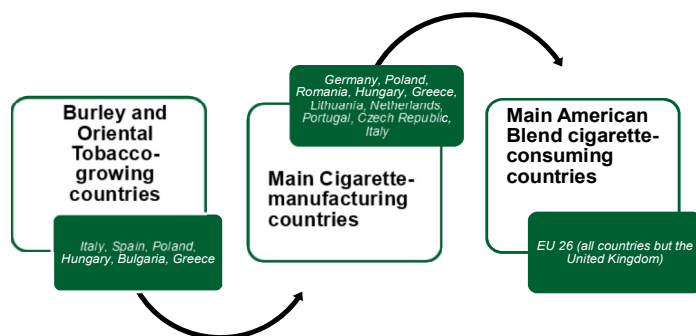 Burley and
Oriental
Tobacco-
growing
countries
Italy, Spain, Poland,
Hungary, Bulgaria, Greece
Germany, Poland,
Romania, Hungary, Greece,
Lithuania, Netherlands,
Portugal, Czech Republic,
Italy
Main Cigarette-
manufacturing
countries
Main American
Blend cigarette-
consuming
countries
EU 26 (all countries but the
United Kingdom)